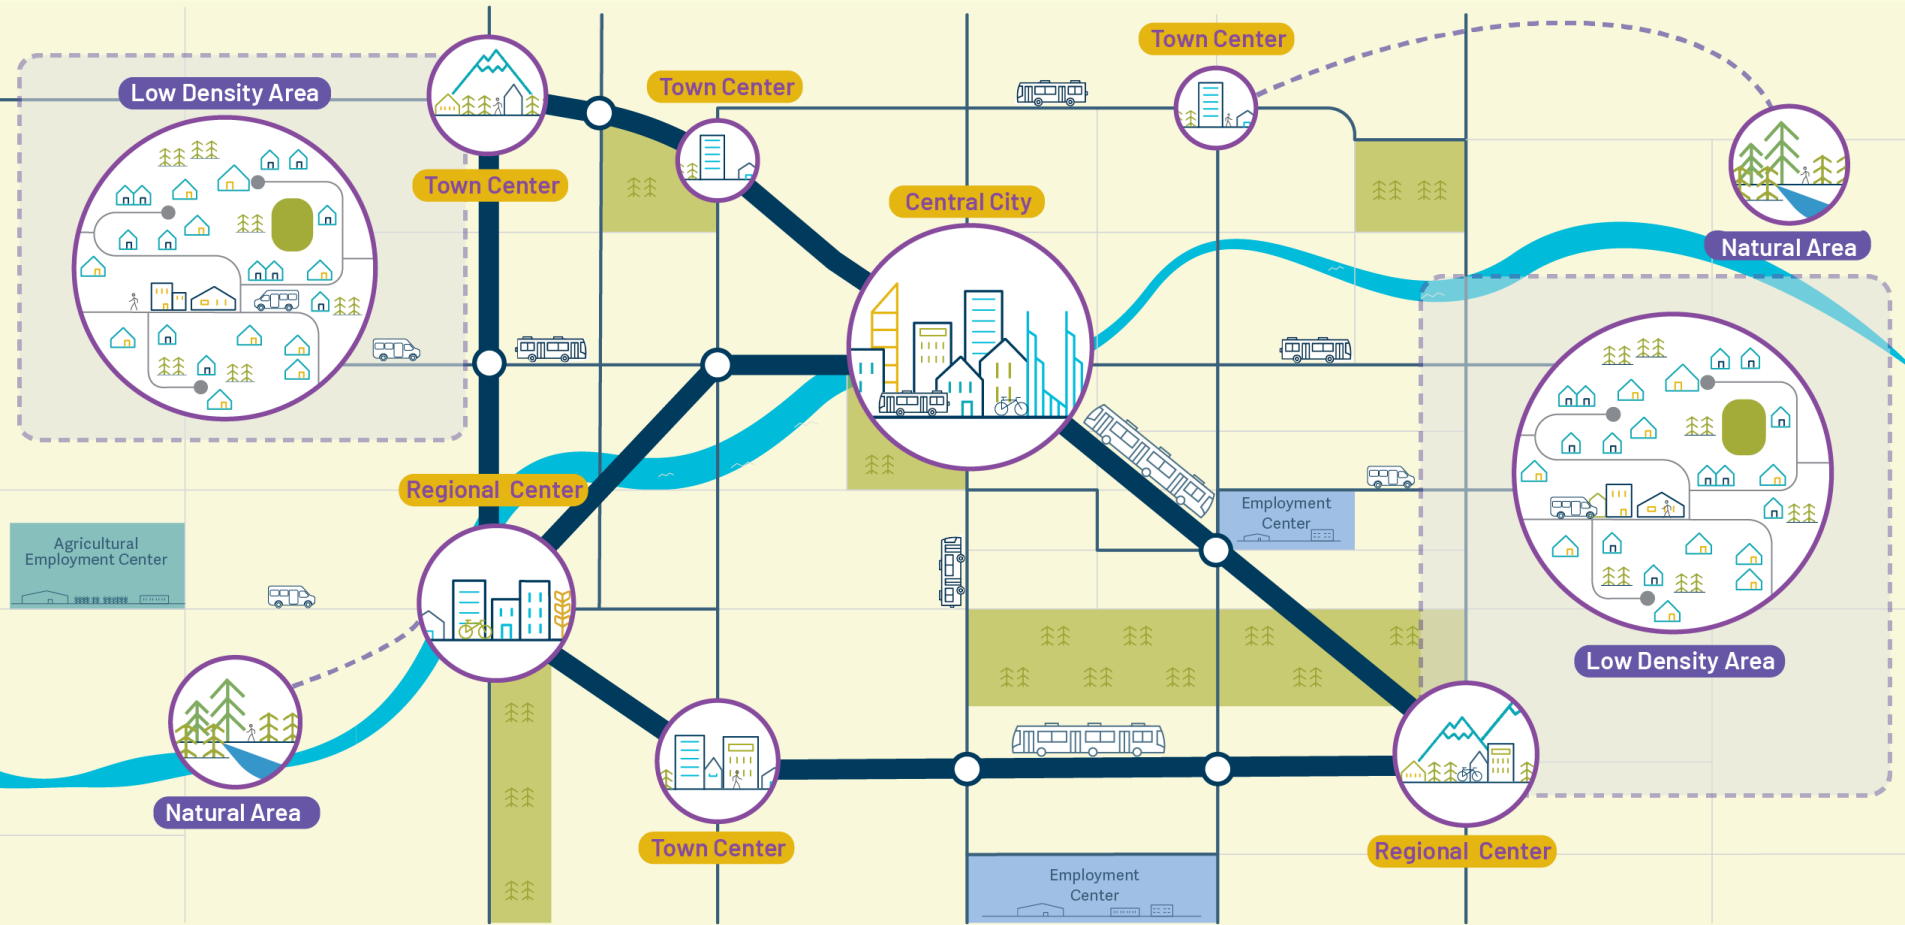 Town Center
Town Center
Low Density Area
Town Center
Central City
Natural Area
Regional Center
Employment
Center
Agricultural
Employment Center
Low Density Area
Natural Area
Town Center
Regional Center
Employment
Center